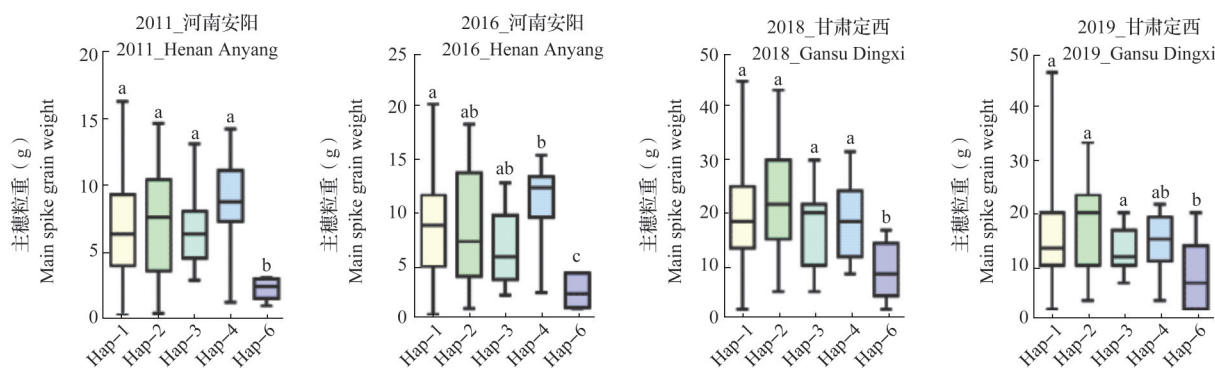 2011_河南安阳
2011_Henan Anyang
主穗粒重（g）
Main spike grain weight
20
15
10
5
0
a
a
a
a
b
Hap-1
Hap-2
Hap-3
Hap-4
Hap-6
2016_河南安阳
2016_Henan Anyang
主穗粒重（g）
Main spike grain weight
25
20
15
10
5
0
a
ab
ab
b
c
Hap-1
Hap-2
Hap-3
Hap-4
Hap-6
2018_甘肃定西
2018_Gansu Dingxi
主穗粒重（g）
Main spike grain weight
50
40
30
20
10
0
a
a
a
a
b
Hap-1
Hap-2
Hap-3
Hap-4
Hap-6
2019_甘肃定西
2019_Gansu Dingxi
主穗粒重（g）
Main spike grain weight
50
40
50
20
10
0
a
a
a
ab
b
Hap-1
Hap-2
Hap-3
Hap-4
Hap-6